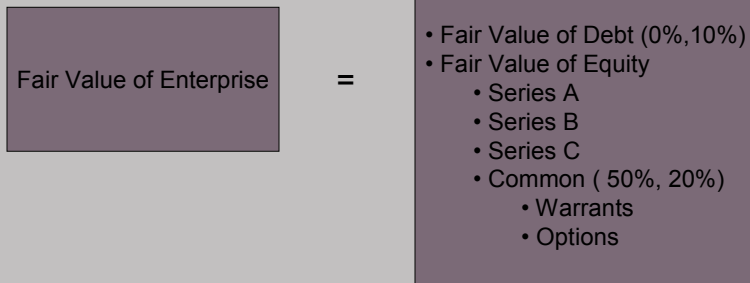 Fair Value of Enterprise
=
• Fair Value of Debt (0%,10%)
• Fair Value of Equity
• Series A
• Series B
• Series C
• Common ( 50%, 20%)
• Warrants
• Options